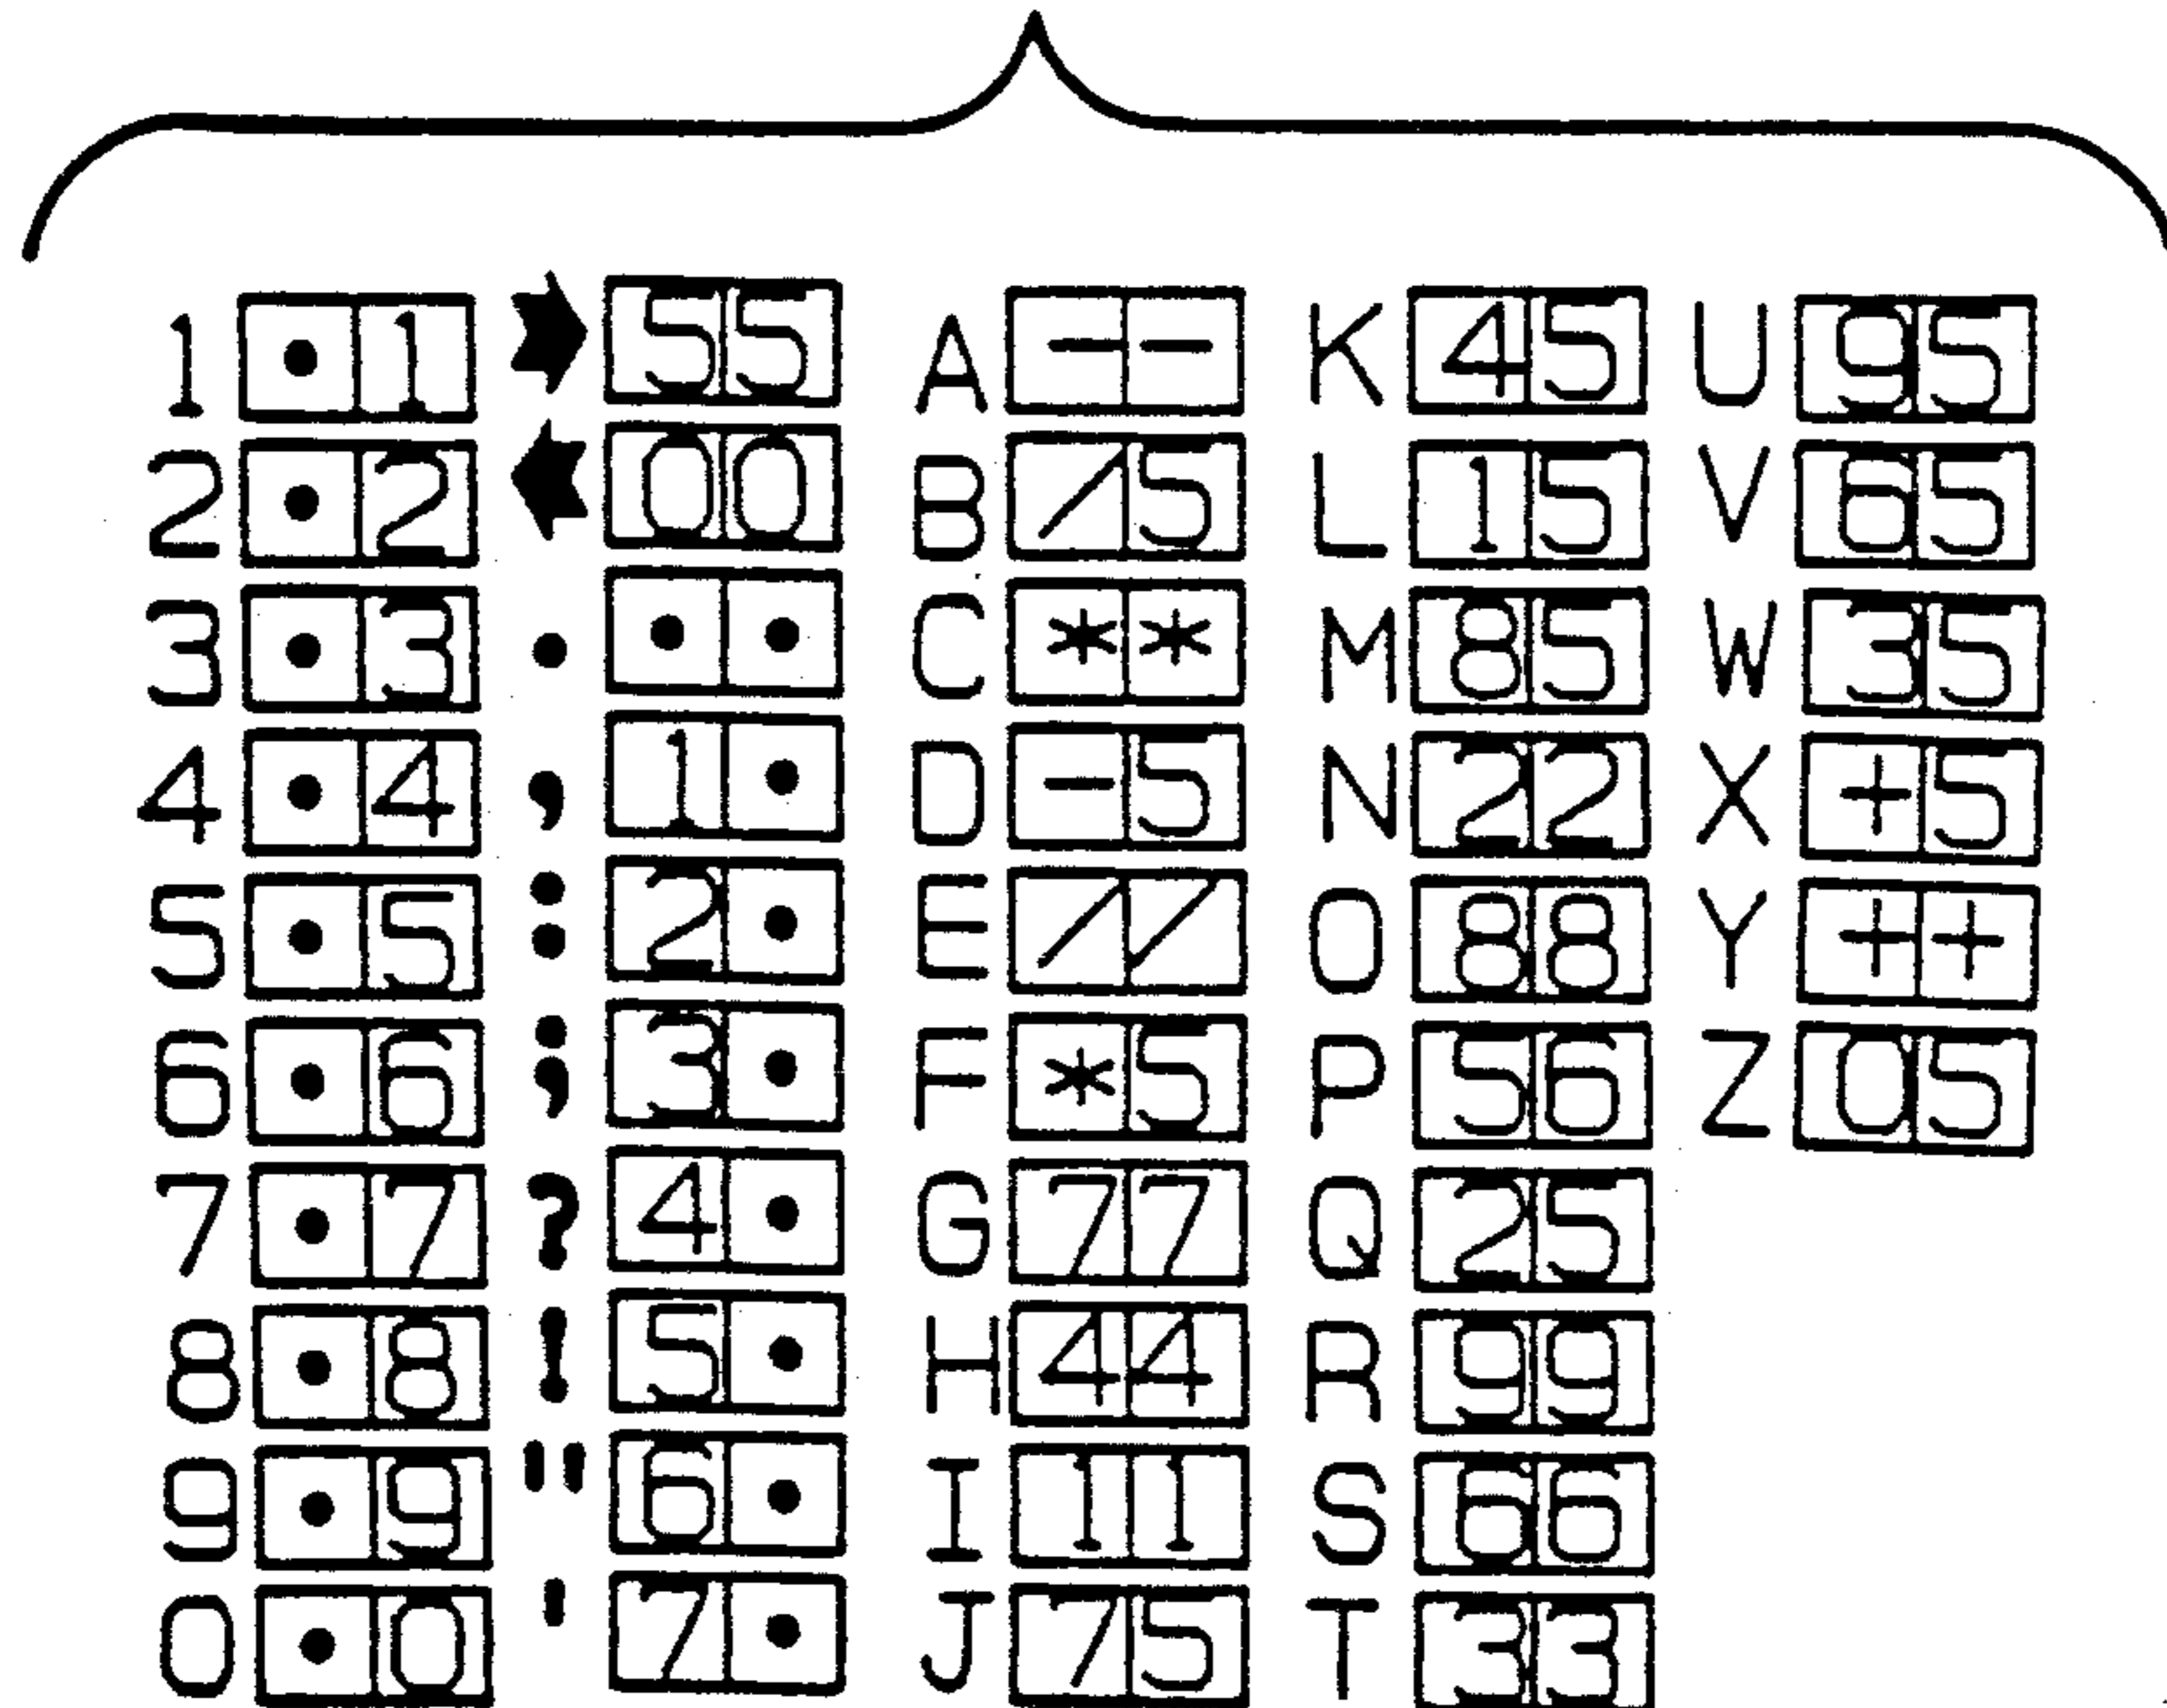 1 • 1 ➧ 55 A - - K 45 U 95
2 • 2 00 B / 5 L 15 V 65
3 • 3 • • • C * * M 85 W 35
4 • 4 , 1 • D - 5 N 22 X + 5
5 • 5 : 2 • E / / O 88 Y + +
6 • 6 ; 3 • F * 5 P 56 Z 05
7 • 7 ? 4 • G 77 Q 25
8 • 8 ! 5 • H 44 R 99
9 • 9 " 6 • I 11 S 66
0 • 0 ' 7 • J 75 T 33